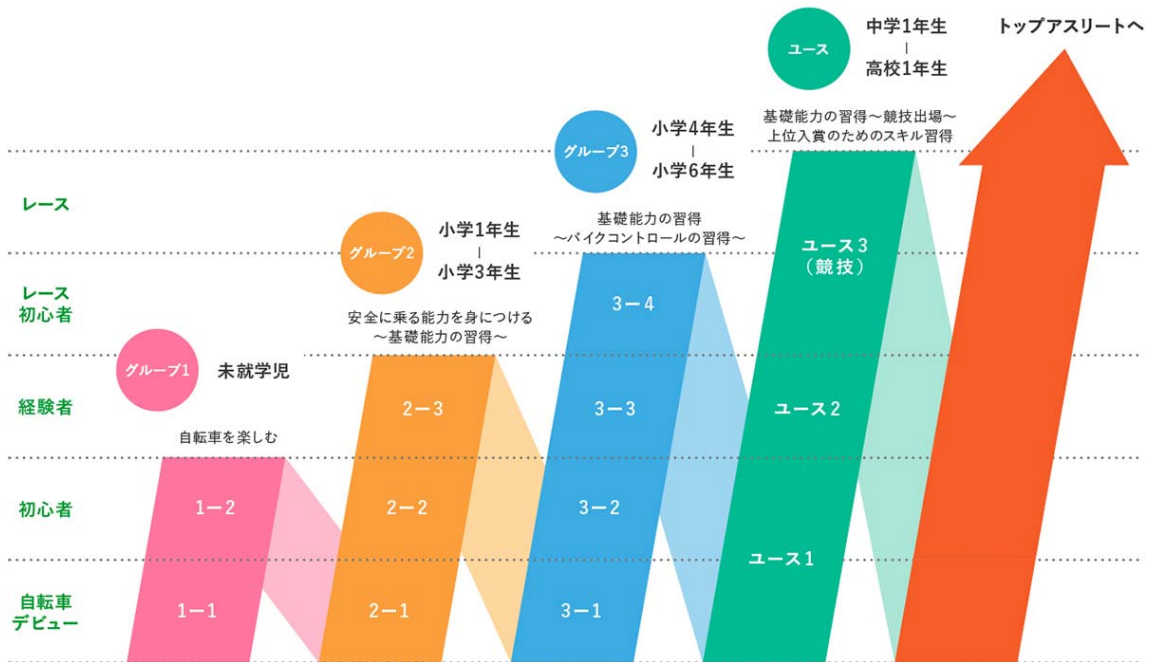 トップアスリートへ
ユース
中学1年生
|
高校1年生
基礎能力の習得〜競技出場〜
上位入賞のためのスキル習得
グループ3
小学4年生
|
小学6年生
基礎能力の習得
〜バイクコントロールの習得〜
グループ2
小学1年生
|
小学3年生
安全に乗る能力を身につける
〜基礎能力の習得〜
グループ1
未就学児
自転車を楽しむ
レース
レース
初心者
経験者
初心者
自転車
デビュー
1ー2
1ー1
2ー3
2ー2
2ー1
3ー4
3ー3
3ー2
3ー1
ユース3
(競技)
ユース2
ユース1